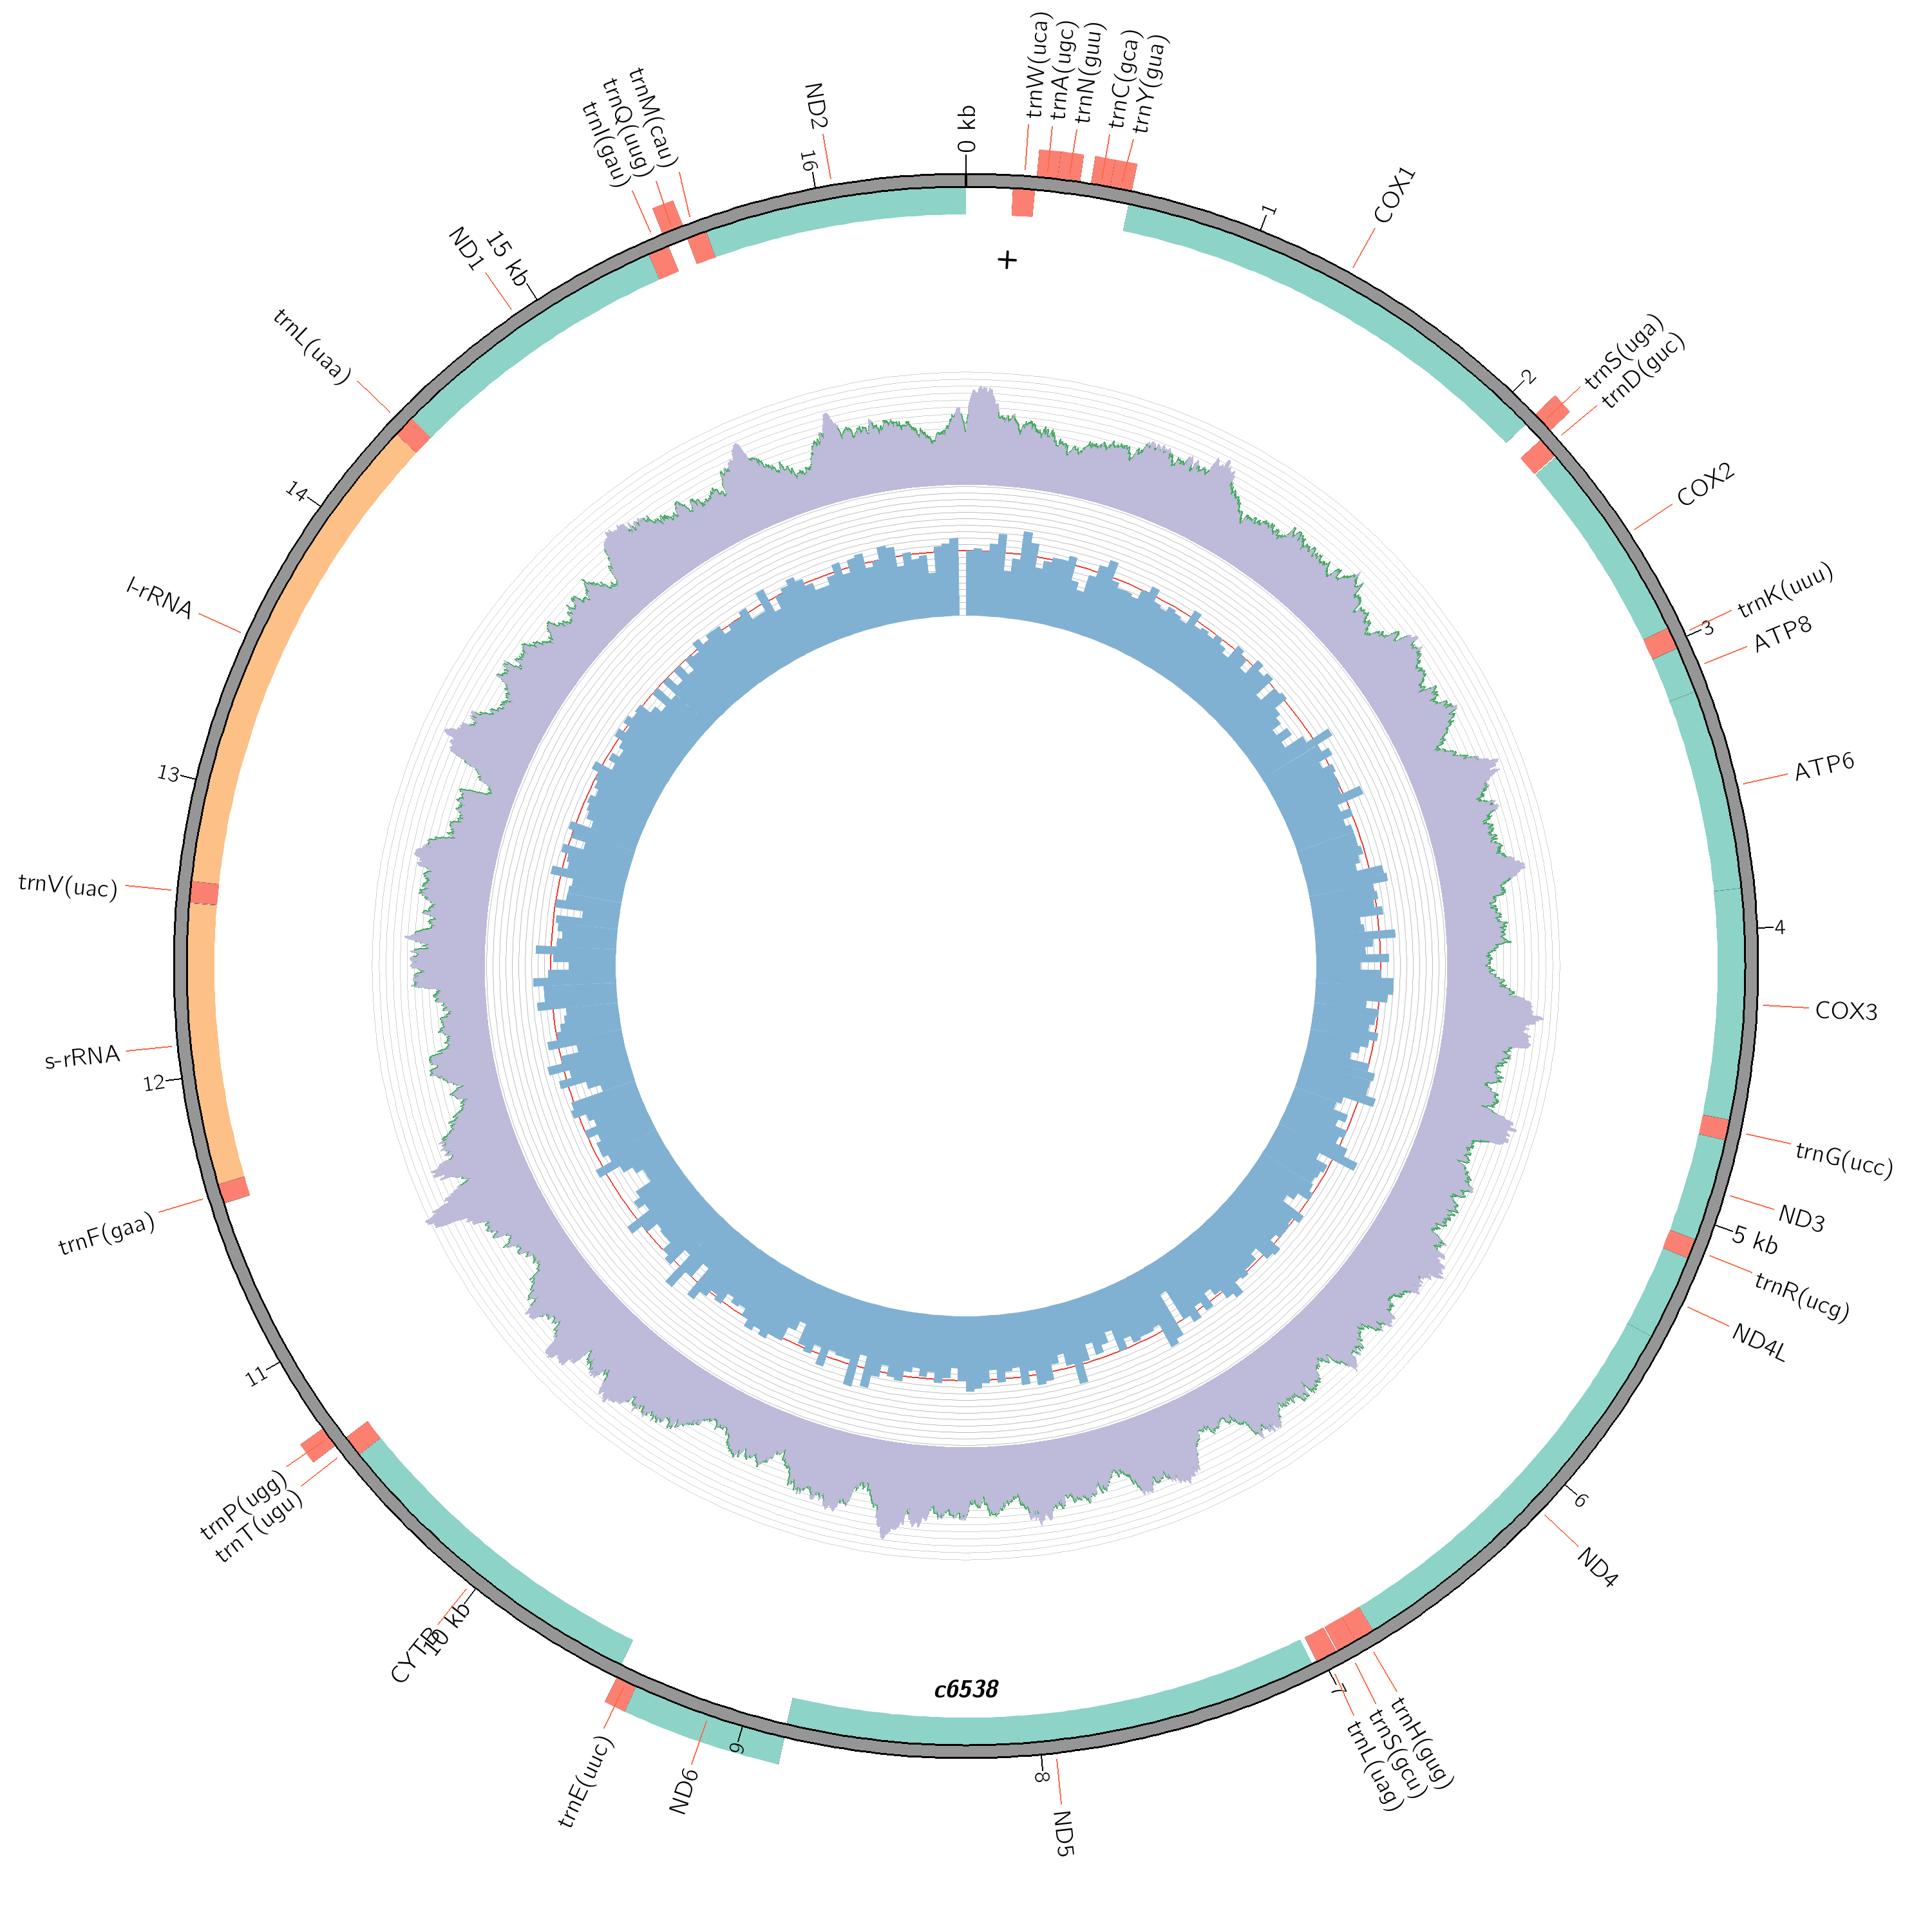 0 kb
trnW(uca)
trnA(ugc)
trnN(guu)
trnC(gca)
trnY(gua)
1
COX1
2
trnS(uga)
trnD(guc)
COX2
trnK(uuu)
3
ATP8
ATP6
4
COX3
trnG(ucc)
ND3
5 kb
trnR(ucg)
ND4L
6
ND4
trnH(gug)
trnS(gcu)
7
trnL(uag)
ND5
8
9
ND6
trnE(uuc)
10 kb
CYTB
trnT(ugu)
trnP(ugg)
11
trnF(gaa)
12
s-rRNA
trnV(uac)
13
l-rRNA
14
trnL(uaa)
15 kb
ND1
trnI(gau)
trnQ(uug)
trnM(cau)
16
ND2
+
c6538